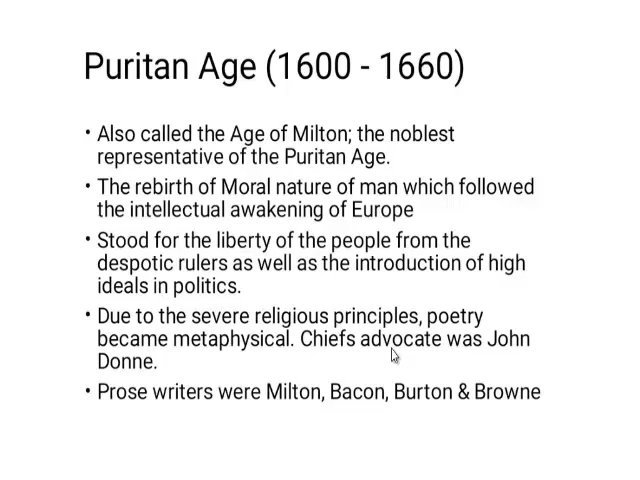 Puritan Age (1600 - 1660)
• Also called the Age of Milton; the noblest
representative of the Puritan Age.
• The rebirth of Moral nature of man which followed
the intellectual awakening of Europe
• Stood for the liberty of the people from the
despotic rulers as well as the introduction of high
ideals in politics.
• Due to the severe religious principles, poetry
became metaphysical. Chiefs advocate was John
Donne.
• Prose writers were Milton, Bacon, Burton & Browne